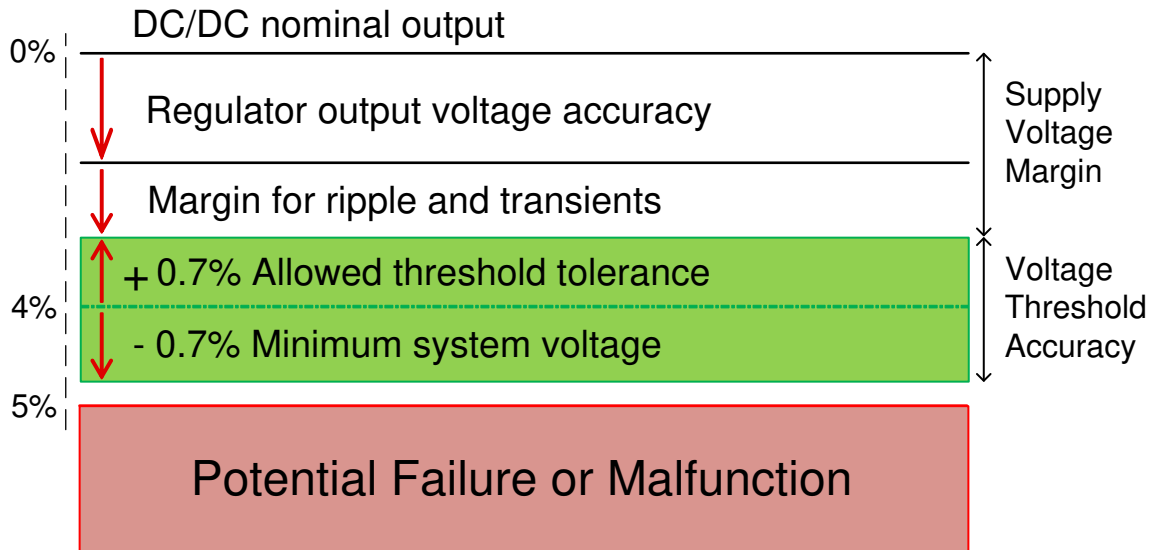 DC/DC nominal output
0%
Regulator output voltage accuracy
Supply
Voltage
Margin
Margin for ripple and transients
+ 0.7% Allowed threshold tolerance
4%
- 0.7% Minimum system voltage
Voltage
Threshold
Accuracy
5%
Potential Failure or Malfunction